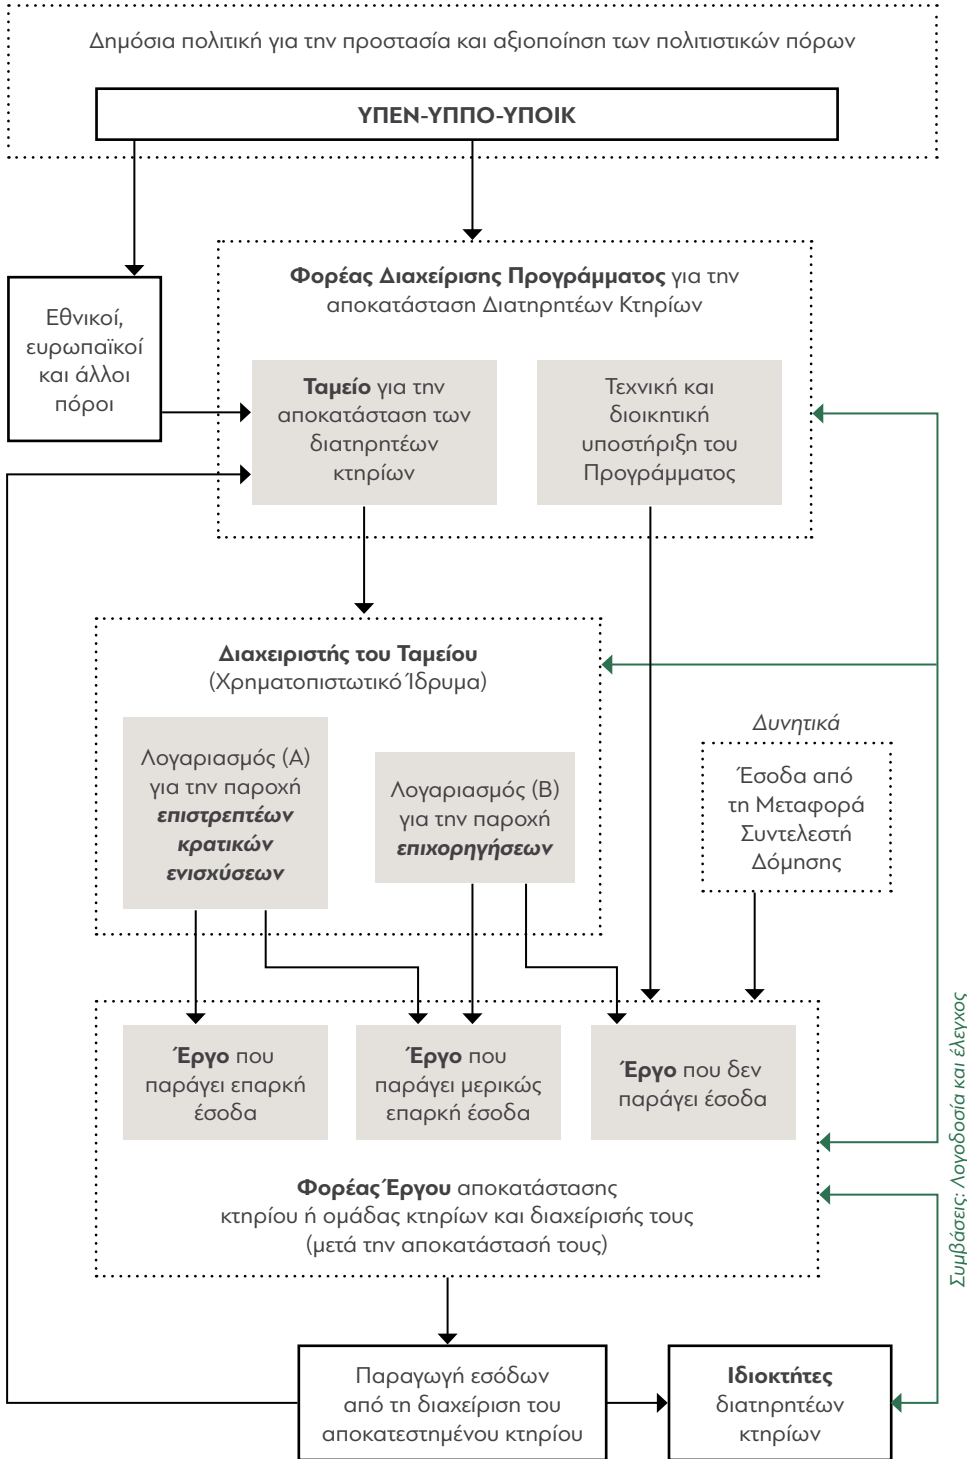 Δημόσια πολιτική για την προστασία και αξιοποίηση των πολιτιστικών πόρων
ΥΠΕΝ-ΥΠΠΟ-ΥΠΟΙΚ
Φορέας Διαχείρισης Προγράμματος για την
αποκατάσταση Διατηρητέων Κτηρίων
Εθνικοί,
ευρωπαϊκοί
και άλλοι
πόροι
Ταμείο για την
αποκατάσταση των
διατηρητέων
κτηρίων
Τεχνική και
διοικητική
υποστήριξη του
Προγράμματος
Διαχειριστής του Ταμείου
(Χρηματοπιστωτικό Ίδρυμα)
Λογαριασμός (Α)
για την παροχή
επιστρεπτέων
κρατικών
ενισχύσεων
Λογαριασμός (Β)
για την παροχή
επιχορηγήσεων
Δυνητικά
Έσοδα από
τη Μεταφορά
Συντελεστή
Δόμησης
Έργο που
παράγει επαρκή
έσοδα
Έργο που
παράγει μερικώς
επαρκή έσοδα
Έργο που δεν
παράγει έσοδα
Φορέας Έργου αποκατάστασης
κτηρίου ή ομάδας κτηρίων και διαχείρισής τους
(μετά την αποκατάστασή τους)
Συμβάσεις: Λογοδοσία και έλεγχος
Παραγωγή εσόδων
από τη διαχείριση του
αποκατεστημένου κτηρίου
Ιδιοκτήτες
διατηρητέων
κτηρίων